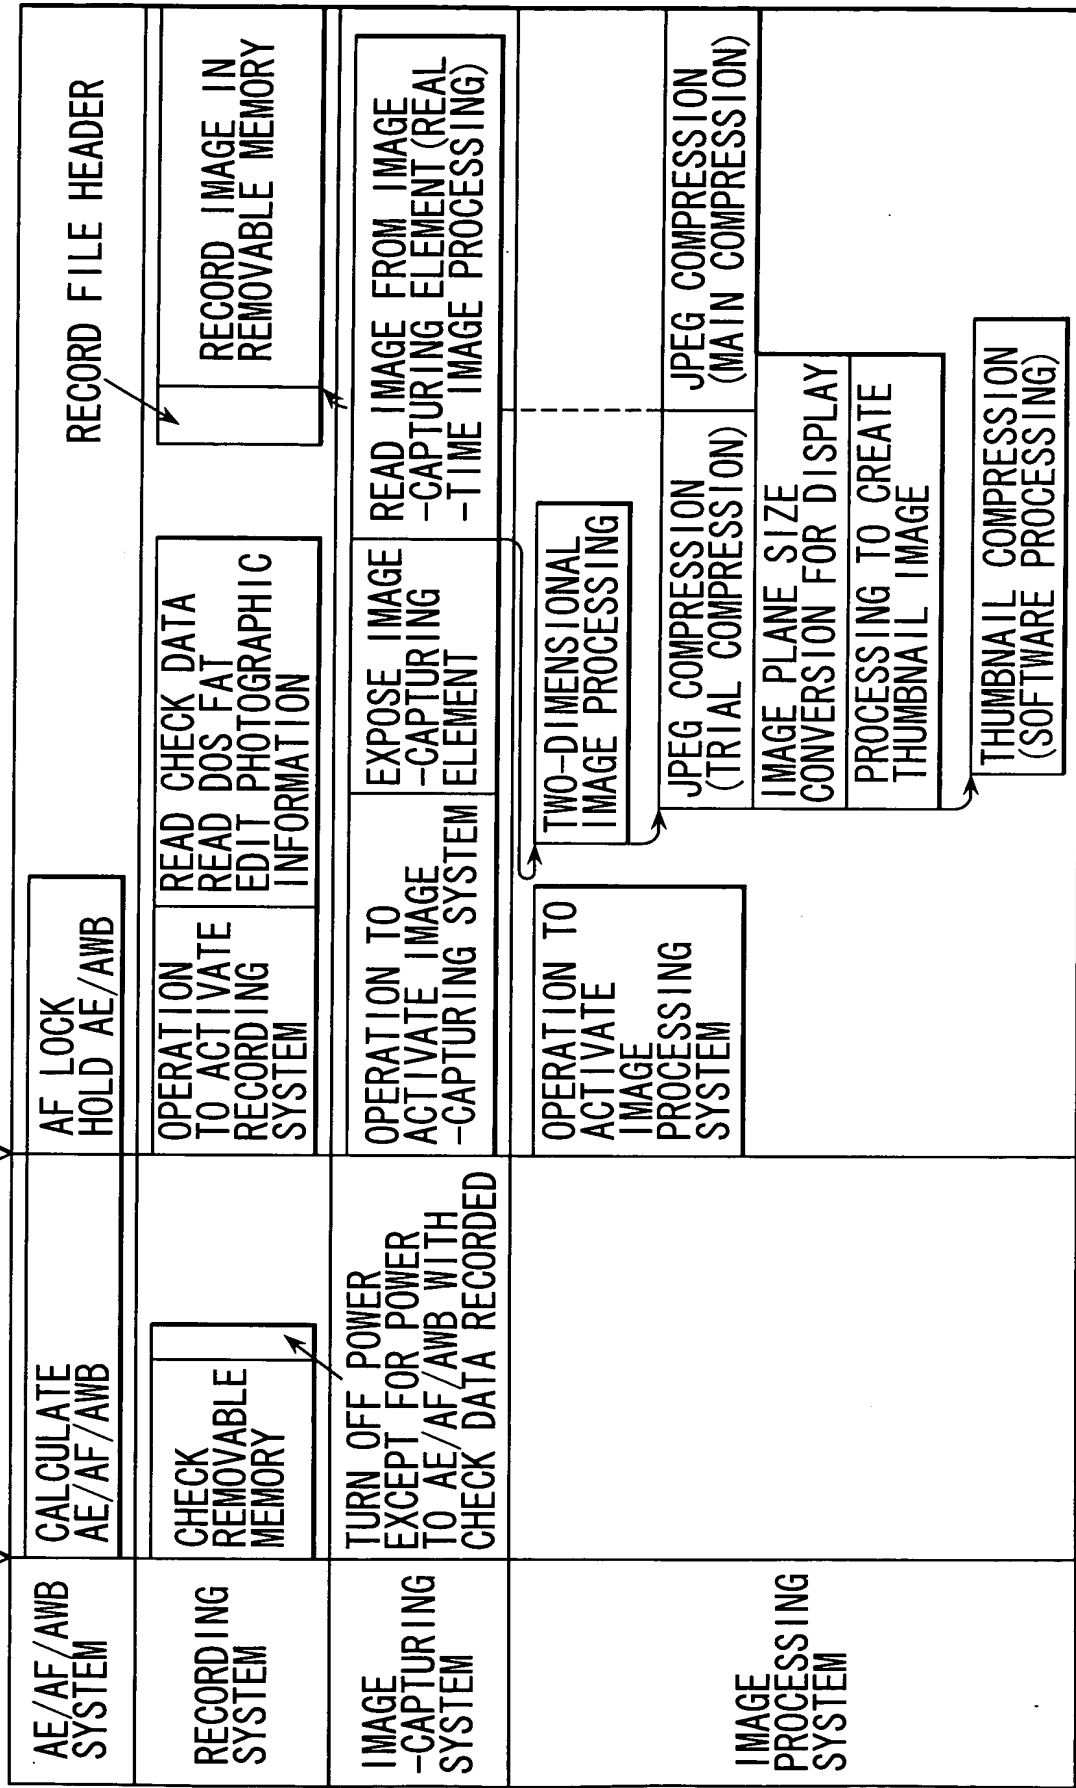 AE/AF/AWB
SYSTEM
CALCULATE
AE/AF/AWB
AF LOCK
HOLD AE/AWB
RECORD FILE HEADER
RECORDING
SYSTEM
CHECK
REMOVABLE
MEMORY
OPERATION
TO ACTIVATE
RECORDING
SYSTEM
READ CHECK DATA
READ DOS FAT
EDIT PHOTOGRAPHIC
INFORMATION
RECORD IMAGE IN
REMOVABLE MEMORY
IMAGE
-CAPTURING
SYSTEM
TURN OFF POWER
EXCEPT FOR POWER
TO AE/AF/AWB WITH
CHECK DATA RECORDED
OPERATION TO
ACTIVATE IMAGE
-CAPTURING SYSTEM
EXPOSE IMAGE
-CAPTURING
ELEMENT
READ IMAGE FROM IMAGE
-CAPTURING ELEMENT(REAL
-TIME IMAGE PROCESSING)
IMAGE
PROCESSING
SYSTEM
OPERATION TO
ACTIVATE
IMAGE
PROCESSING
SYSTEM
TWO-DIMENSIONAL
IMAGE PROCESSING
JPEG COMPRESSION
(TRIAL COMPRESSION)
JPEG COMPRESSION
(MAIN COMPRESSION)
IMAGE PLANE SIZE
CONVERSION FOR DISPLAY
PROCESSING TO CREATE
THUMBNAIL IMAGE
THUMBNAIL COMPRESSION
(SOFTWARE PROCESSING)